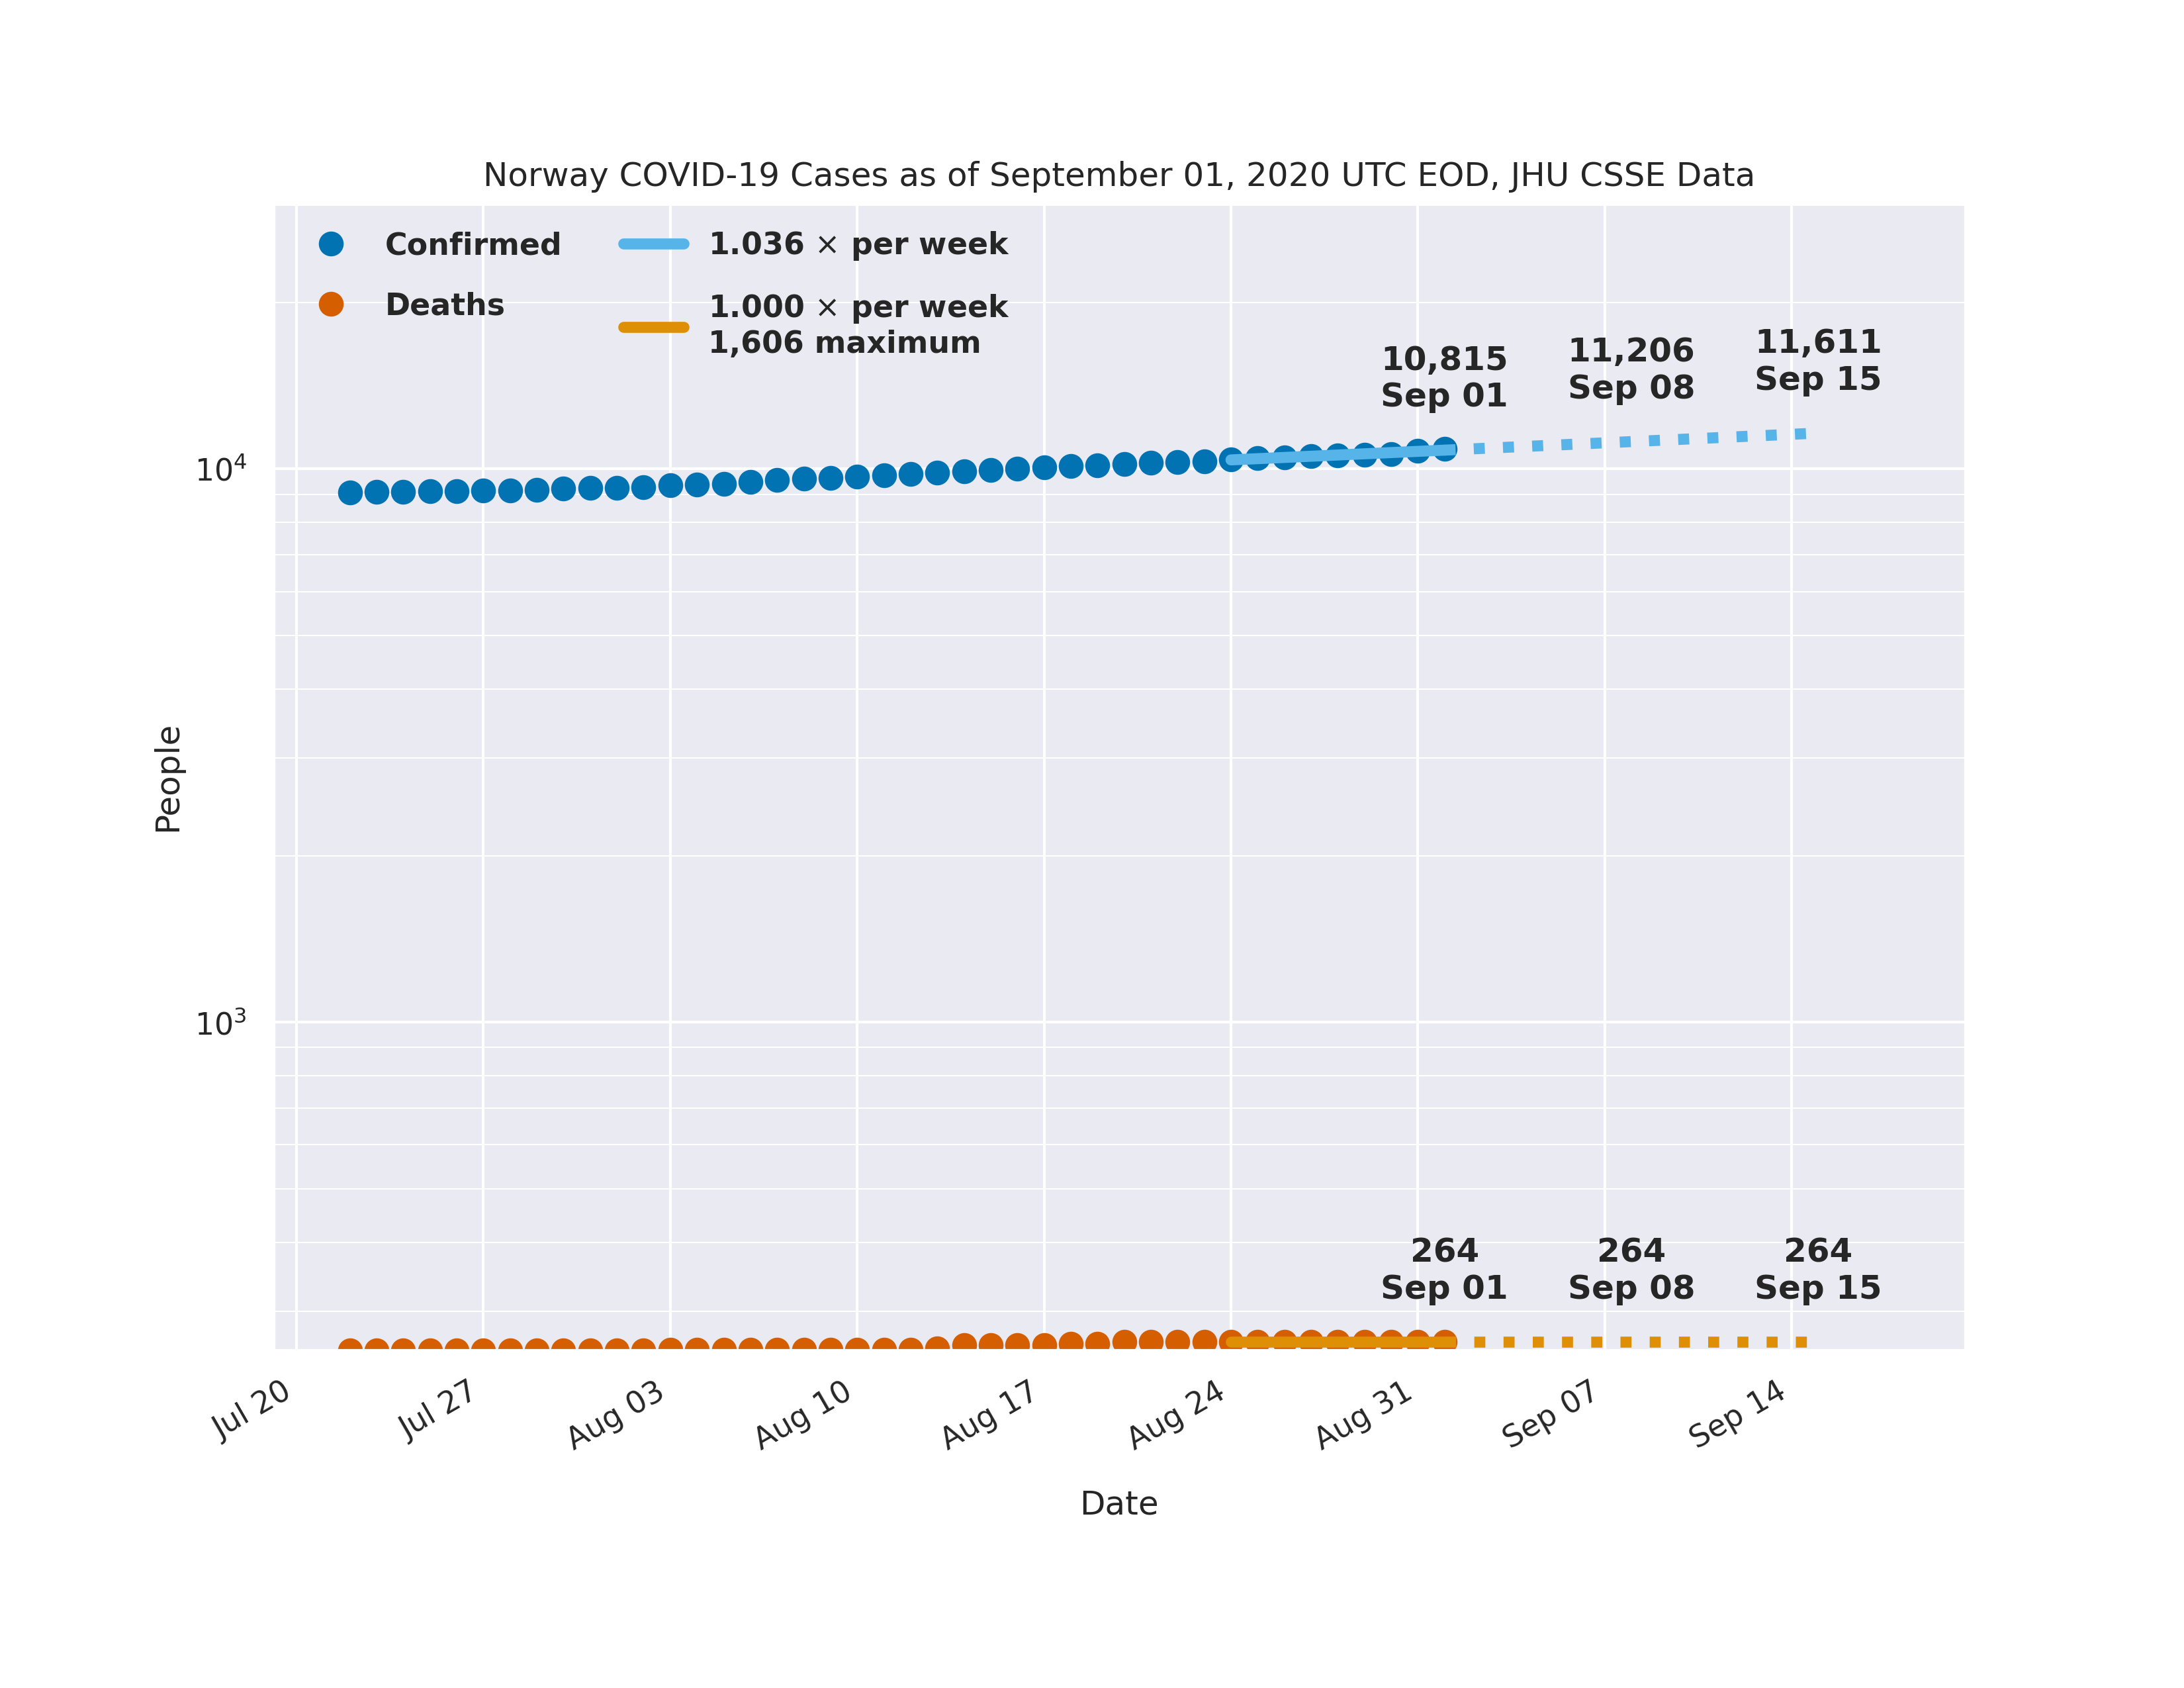 Norway COVID-19 Cases as of September 01, 2020 UTC EOD, JHU CSSE Data
Confirmed
Deaths
1.036 × per week
1.000 × per week
1,606 maximum
10,815
Sep 01
11,206
Sep 08
11,611
Sep 15
10⁴
People
10³
264
Sep 01
264
Sep 08
264
Sep 15
Jul 20
Jul 27
Aug 03
Aug 10
Aug 17
Aug 24
Aug 31
Sep 07
Sep 14
Date